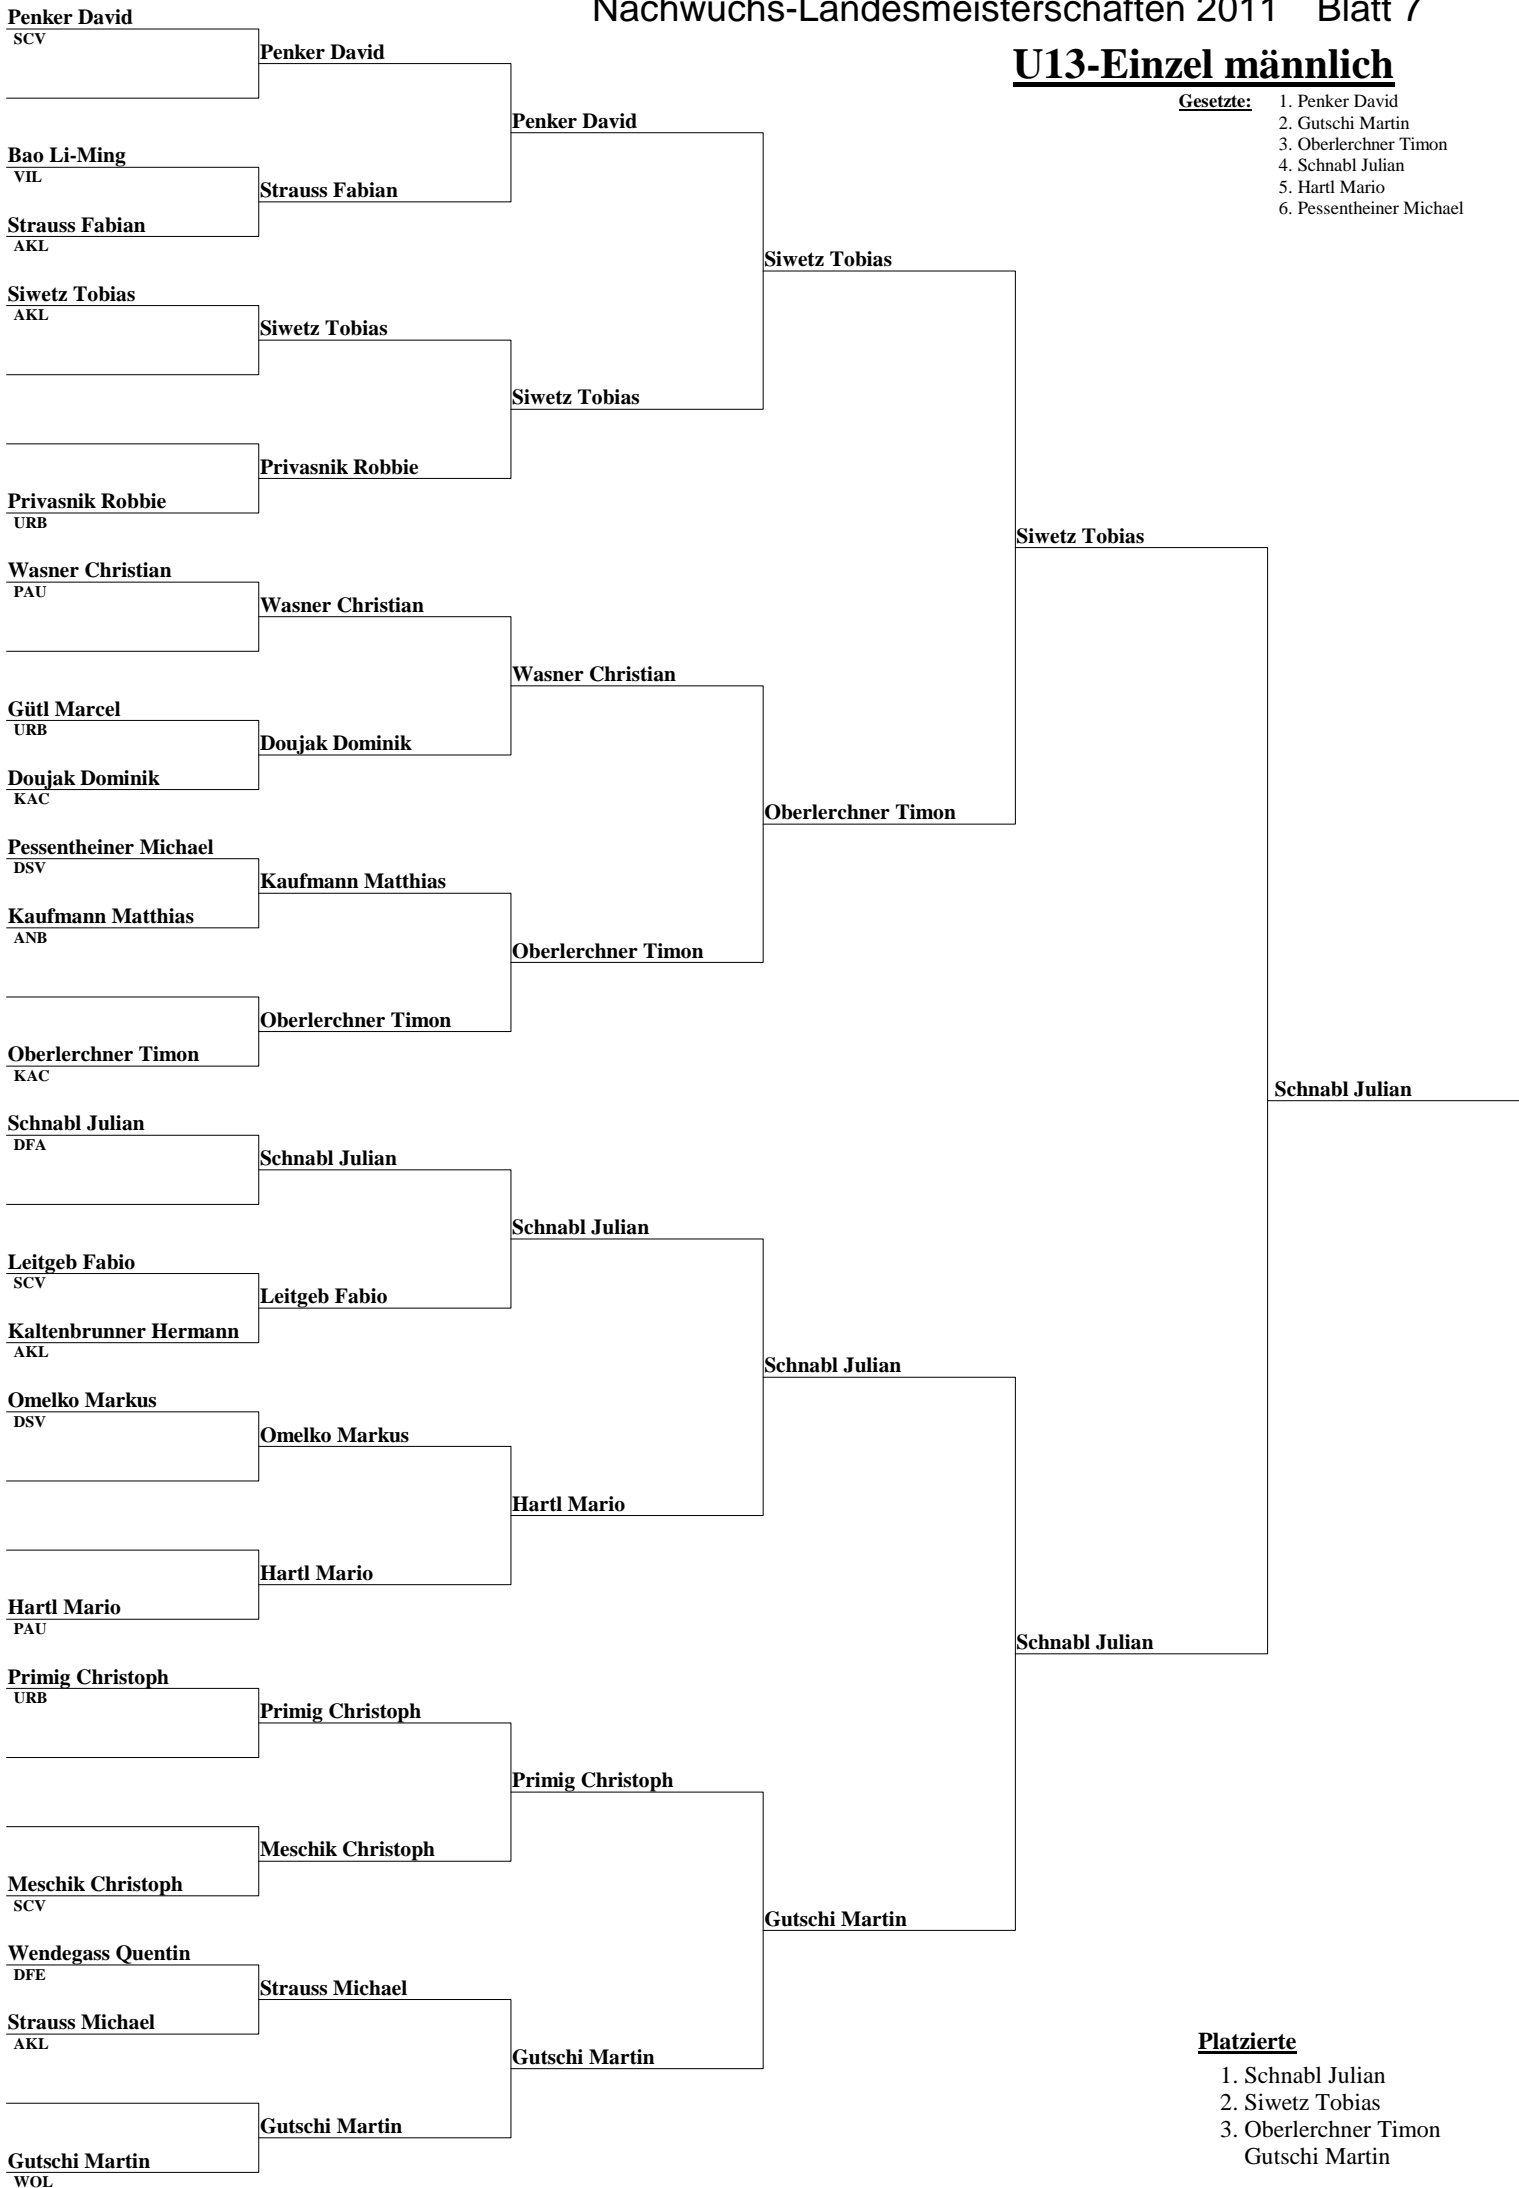 Nachwuchs-Landesmeisterschaften 2011 Blatt 7
U13-Einzel männlich
Gesetzte:
1. Penker David
2. Gutschi Martin
3. Oberlerchner Timon
4. Schnabl Julian
5. Hartl Mario
6. Pessentheiner Michael
Penker David
SCV
Bao Li-Ming
VIL
Strauss Fabian
AKL
Siwetz Tobias
AKL
Privasnik Robbie
URB
Wasner Christian
PAU
Gütl Marcel
URB
Doujak Dominik
KAC
Pessentheiner Michael
DSV
Kaufmann Matthias
ANB
Oberlerchner Timon
KAC
Schnabl Julian
DFA
Leitgeb Fabio
SCV
Kaltenbrunner Hermann
AKL
Omelko Markus
DSV
Hartl Mario
PAU
Primig Christoph
URB
Meschik Christoph
SCV
Wendegass Quentin
DFE
Strauss Michael
AKL
Gutschi Martin
WOL
Penker David
Strauss Fabian
Siwetz Tobias
Privasnik Robbie
Wasner Christian
Doujak Dominik
Kaufmann Matthias
Oberlerchner Timon
Schnabl Julian
Leitgeb Fabio
Omelko Markus
Hartl Mario
Primig Christoph
Meschik Christoph
Strauss Michael
Gutschi Martin
Penker David
Siwetz Tobias
Wasner Christian
Oberlerchner Timon
Schnabl Julian
Hartl Mario
Primig Christoph
Gutschi Martin
Siwetz Tobias
Oberlerchner Timon
Schnabl Julian
Gutschi Martin
Siwetz Tobias
Schnabl Julian
Schnabl Julian
Platzierte
1. Schnabl Julian
2. Siwetz Tobias
3. Oberlerchner Timon
Gutschi Martin